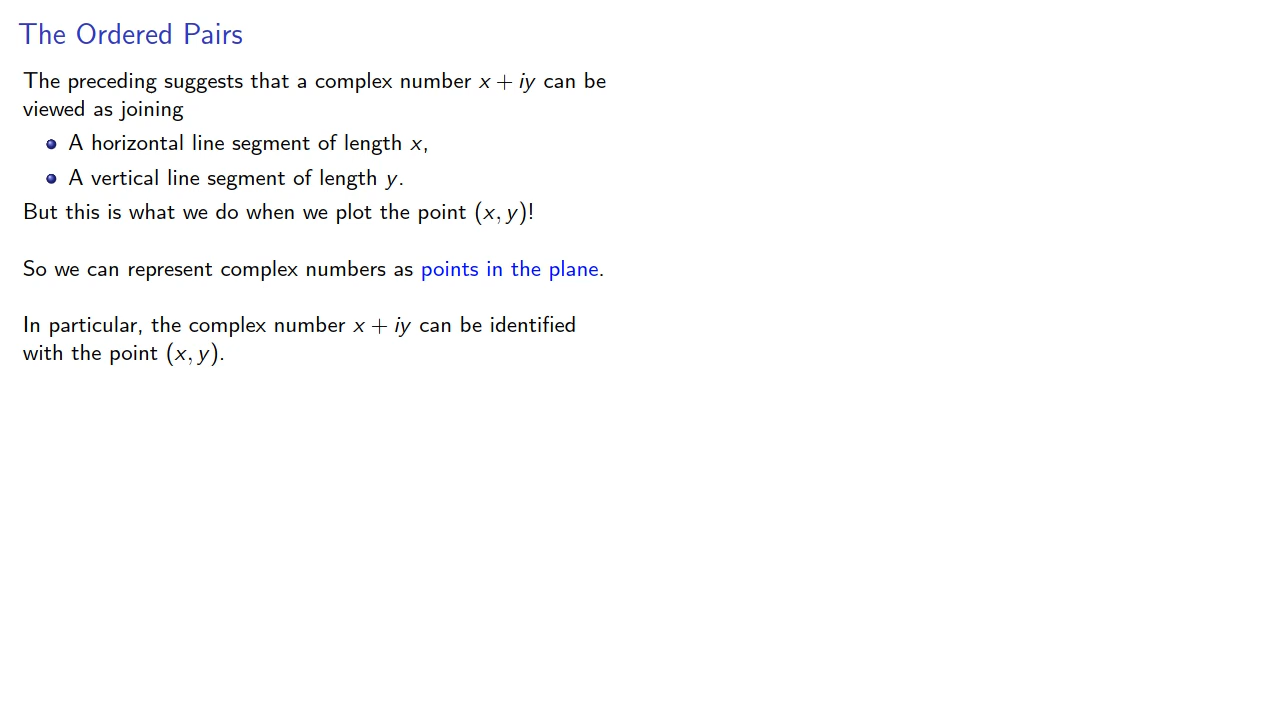 The Ordered Pairs
The preceding suggests that a complex number x + iy can be
viewed as joining
A horizontal line segment of length x,
A vertical line segment of length y.
But this is what we do when we plot the point (x, y)!
So we can represent complex numbers as points in the plane.
In particular, the complex number x + iy can be identified
with the point (x, y).